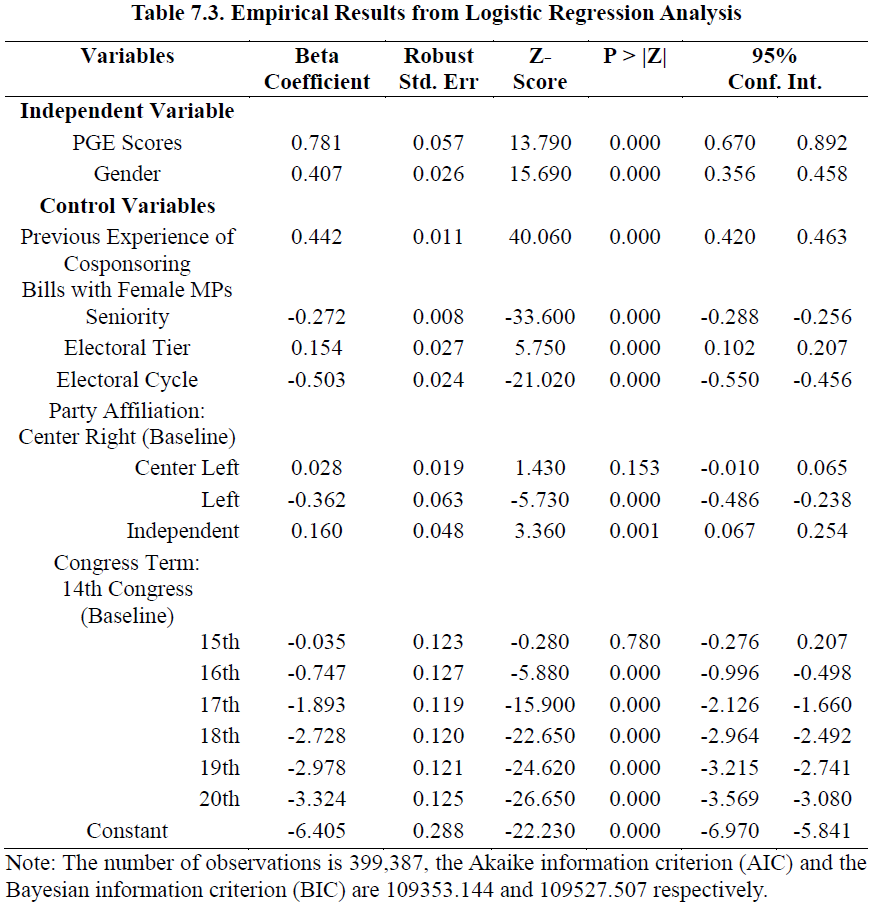 Table 7.3. Empirical Results from Logistic Regression Analysis
Variables Beta Robust Z- P > |Z| 95%
Coefficient Std. Err Score Conf. Int.
Independent Variable
PGE Scores 0.781 0.057 13.790 0.000 0.670 0.892
Gender 0.407 0.026 15.690 0.000 0.356 0.458
Control Variables
Previous Experience of 0.442 0.011 40.060 0.000 0.420 0.463
Cosponsoring
Bills with Female MPs
Seniority -0.272 0.008 -33.600 0.000 -0.288 -0.256
Electoral Tier 0.154 0.027 5.750 0.000 0.102 0.207
Electoral Cycle -0.503 0.024 -21.020 0.000 -0.550 -0.456
Party Affiliation:
Center Right (Baseline)
Center Left 0.028 0.019 1.430 0.153 -0.010 0.065
Left -0.362 0.063 -5.730 0.000 -0.486 -0.238
Independent 0.160 0.048 3.360 0.001 0.067 0.254
Congress Term:
14th Congress
(Baseline)
15th -0.035 0.123 -0.280 0.780 -0.276 0.207
16th -0.747 0.127 -5.880 0.000 -0.996 -0.498
17th -1.893 0.119 -15.900 0.000 -2.126 -1.660
18th -2.728 0.120 -22.650 0.000 -2.964 -2.492
19th -2.978 0.121 -24.620 0.000 -3.215 -2.741
20th -3.324 0.125 -26.650 0.000 -3.569 -3.080
Constant -6.405 0.288 -22.230 0.000 -6.970 -5.841
Note: The number of observations is 399,387, the Akaike information criterion (AIC) and the
Bayesian information criterion (BIC) are 109353.144 and 109527.507 respectively.